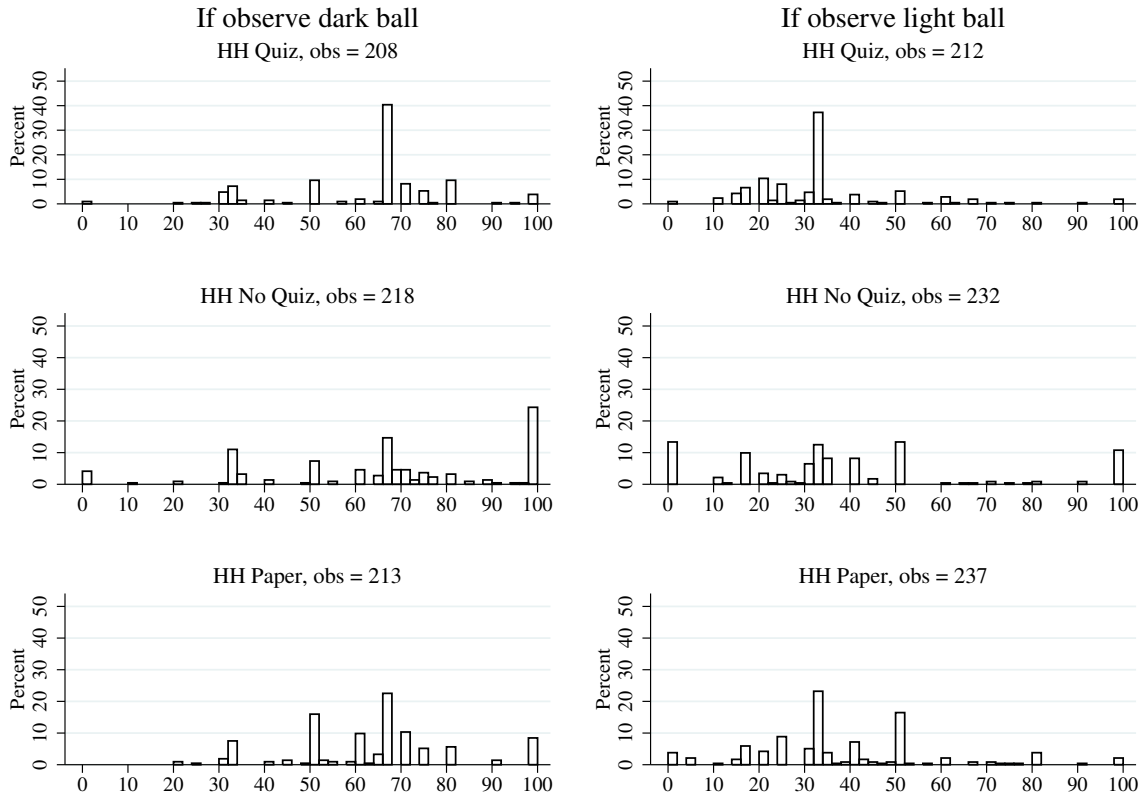 If observe dark ball
HH Quiz, obs = 208
Percent
0 10 20 30 40 50
0 10 20 30 40 50 60 70 80 90 100
HH No Quiz, obs = 218
Percent
0 10 20 30 40 50
0 10 20 30 40 50 60 70 80 90 100
HH Paper, obs = 213
Percent
0 10 20 30 40 50
0 10 20 30 40 50 60 70 80 90 100
If observe light ball
HH Quiz, obs = 212
Percent
0 10 20 30 40 50
0 10 20 30 40 50 60 70 80 90 100
HH No Quiz, obs = 232
Percent
0 10 20 30 40 50
0 10 20 30 40 50 60 70 80 90 100
HH Paper, obs = 237
Percent
0 10 20 30 40 50
0 10 20 30 40 50 60 70 80 90 100